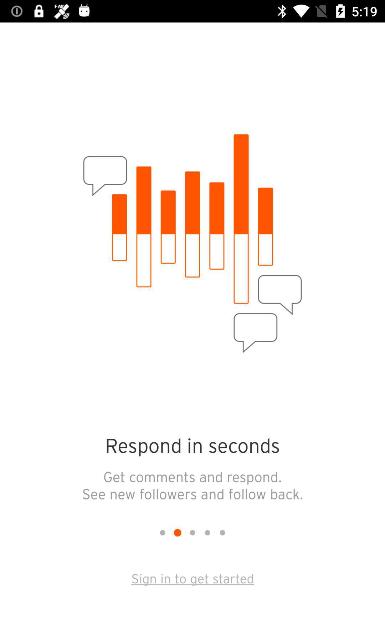 5:19
Respond in seconds
Get comments and respond.
See new followers and follow back.
Sign in to get started